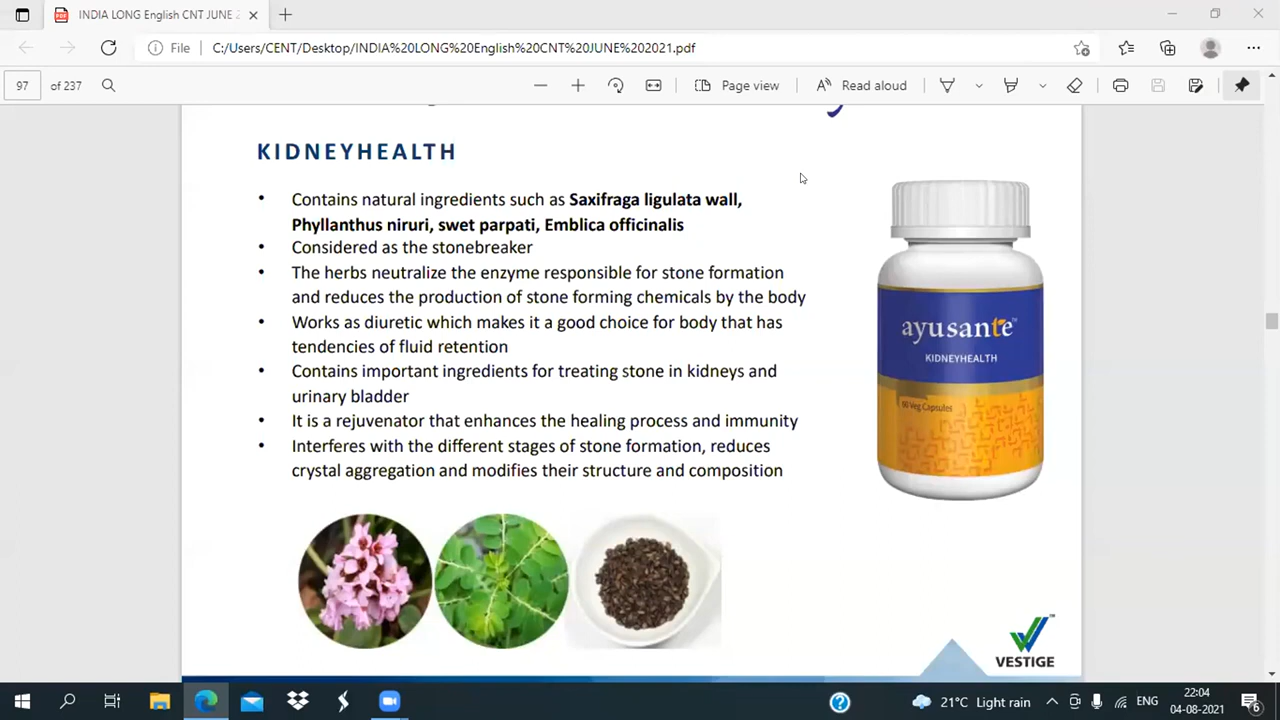 INDIA LONG English CNT JUNE 2
File
C:/Users/CENT/Desktop/INDIA%20LONG%20English%20CNT%20JUNE%202021.pdf
97
of 237
Page view
Read aloud
KIDNEYHEALTH
• Contains natural ingredients such as Saxifraga ligulata wall,
Phyllanthus niruri, swet parpati, Emblica officinalis
• Considered as the stonebreaker
• The herbs neutralize the enzyme responsible for stone formation
and reduces the production of stone forming chemicals by the body
• Works as diuretic which makes it a good choice for body that has
tendencies of fluid retention
• Contains important ingredients for treating stone in kidneys and
urinary bladder
• It is a rejuvenator that enhances the healing process and immunity
• Interferes with the different stages of stone formation, reduces
crystal aggregation and modifies their structure and composition
ayusante™
KIDNEYHEALTH
60 Veg Capsules
VESTIGE
21°C Light rain
ENG
22:04
04-08-2021
6